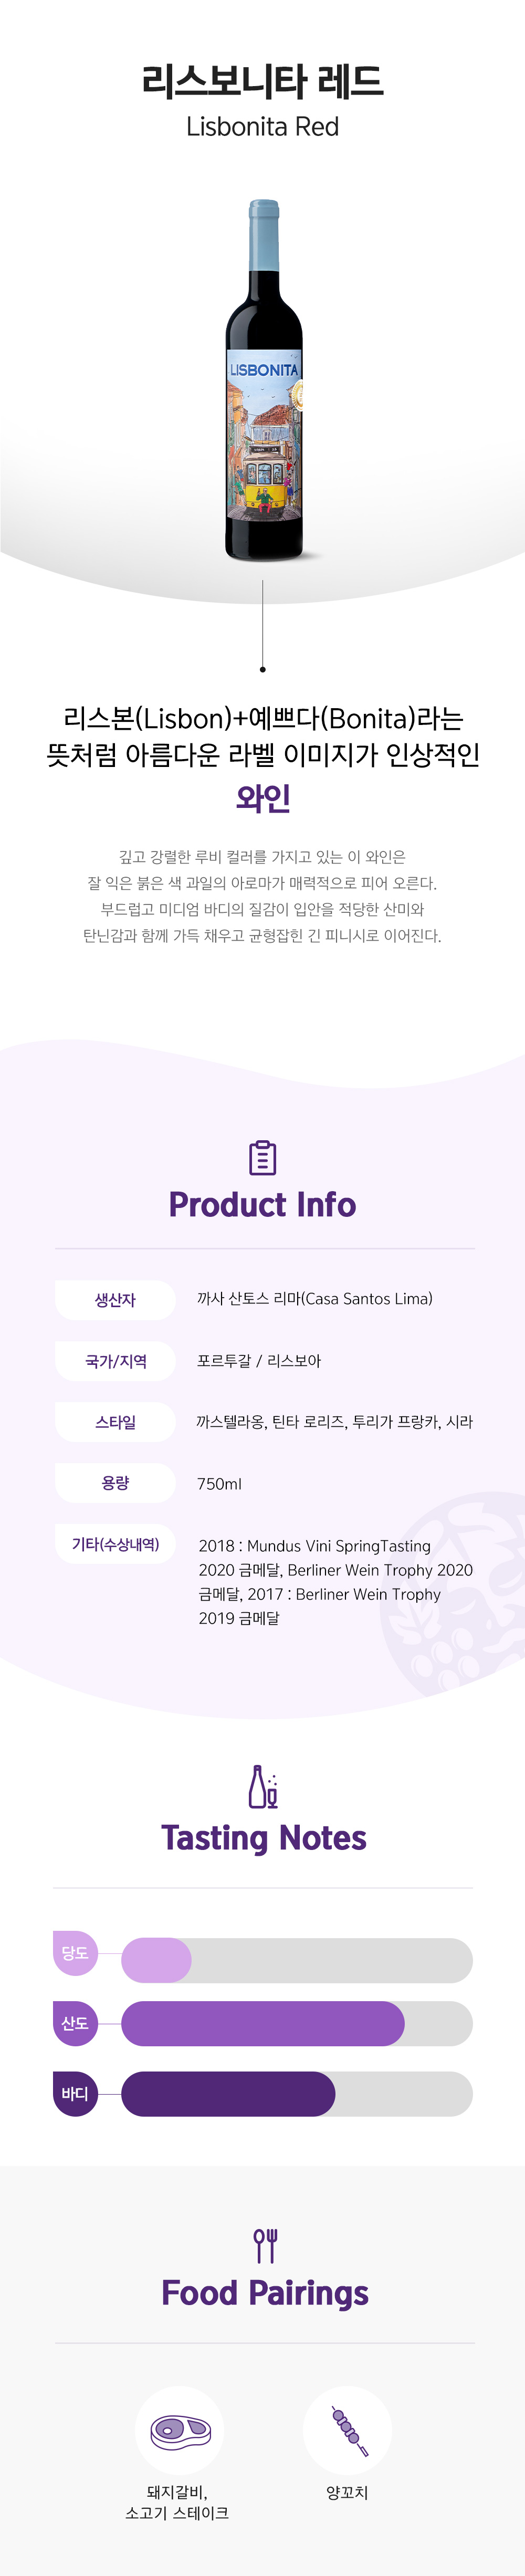 리스보니타 레드
Lisbonita Red
LISBONITA
리스본(Lisbon)+예쁘다(Bonita)라는
뜻처럼 아름다운 라벨 이미지가 인상적인
와인
깊고 강렬한 루비 컬러를 가지고 있는 이 와인은
잘 익은 붉은 색 과일의 아로마가 매력적으로 피어 오른다.
부드럽고 미디엄 바디의 질감이 입안을 적당한 산미와
탄닌감과 함께 가득 채우고 균형잡힌 긴 피니시로 이어진다.
Product Info
생산자
까사 산토스 리마(Casa Santos Lima)
국가/지역
포르투갈 / 리스보아
스타일
까스텔라옹, 틴타 로리즈, 투리가 프랑카, 시라
용량
750ml
기타(수상내역)
2018 : Mundus Vini SpringTasting
2020 금메달, Berliner Wein Trophy 2020
금메달, 2017 : Berliner Wein Trophy
2019 금메달
Tasting Notes
당도
산도
바디
Food Pairings
돼지갈비,
소고기 스테이크
양꼬치